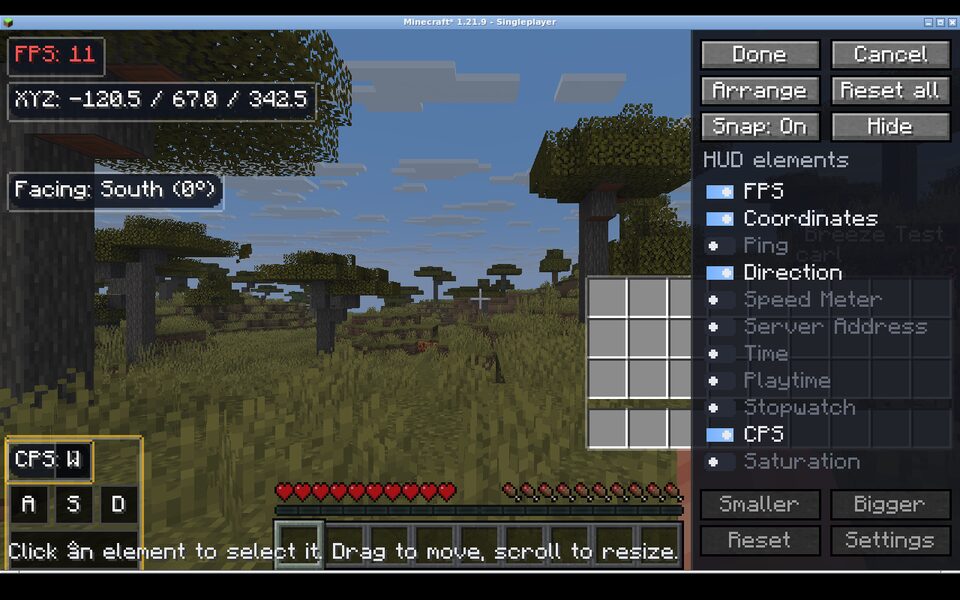 Minecraft* 1.21.9 - Singleplayer
FPS: 11
XYZ: -120.5 / 67.0 / 342.5
Facing: South (0°)
Done
Cancel
Arrange
Reset all
Snap: On
Hide
HUD elements
FPS
Coordinates
Ping
Breeze Test
Direction
Speed Meter
Server Address
Time
Playtime
Stopwatch
CPS
Saturation
Smaller
Bigger
Reset
Settings
CPS W
A S D
Click an element to select it. Drag to move, scroll to resize.